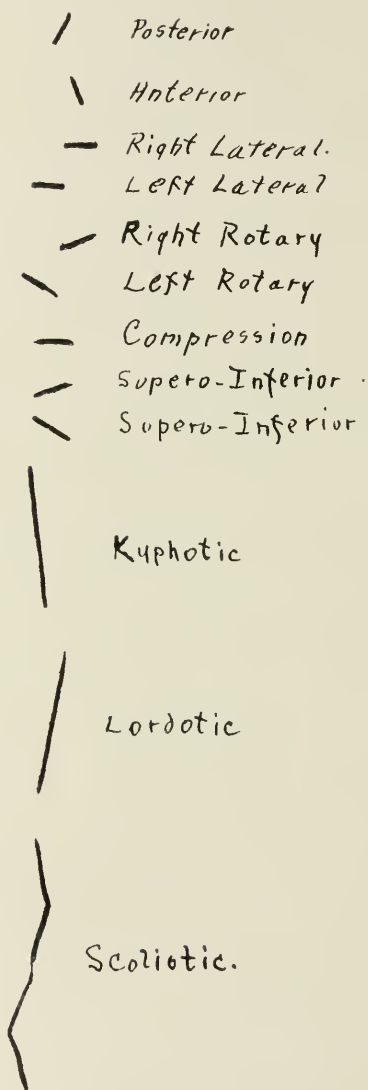 Posterior
Anterior
Right Lateral.
Left Lateral
Right Rotary
Left Rotary
Compression
Supero-Inferior
Supero-Inferior
Kyphotic
Lordotic
Scoliotic.